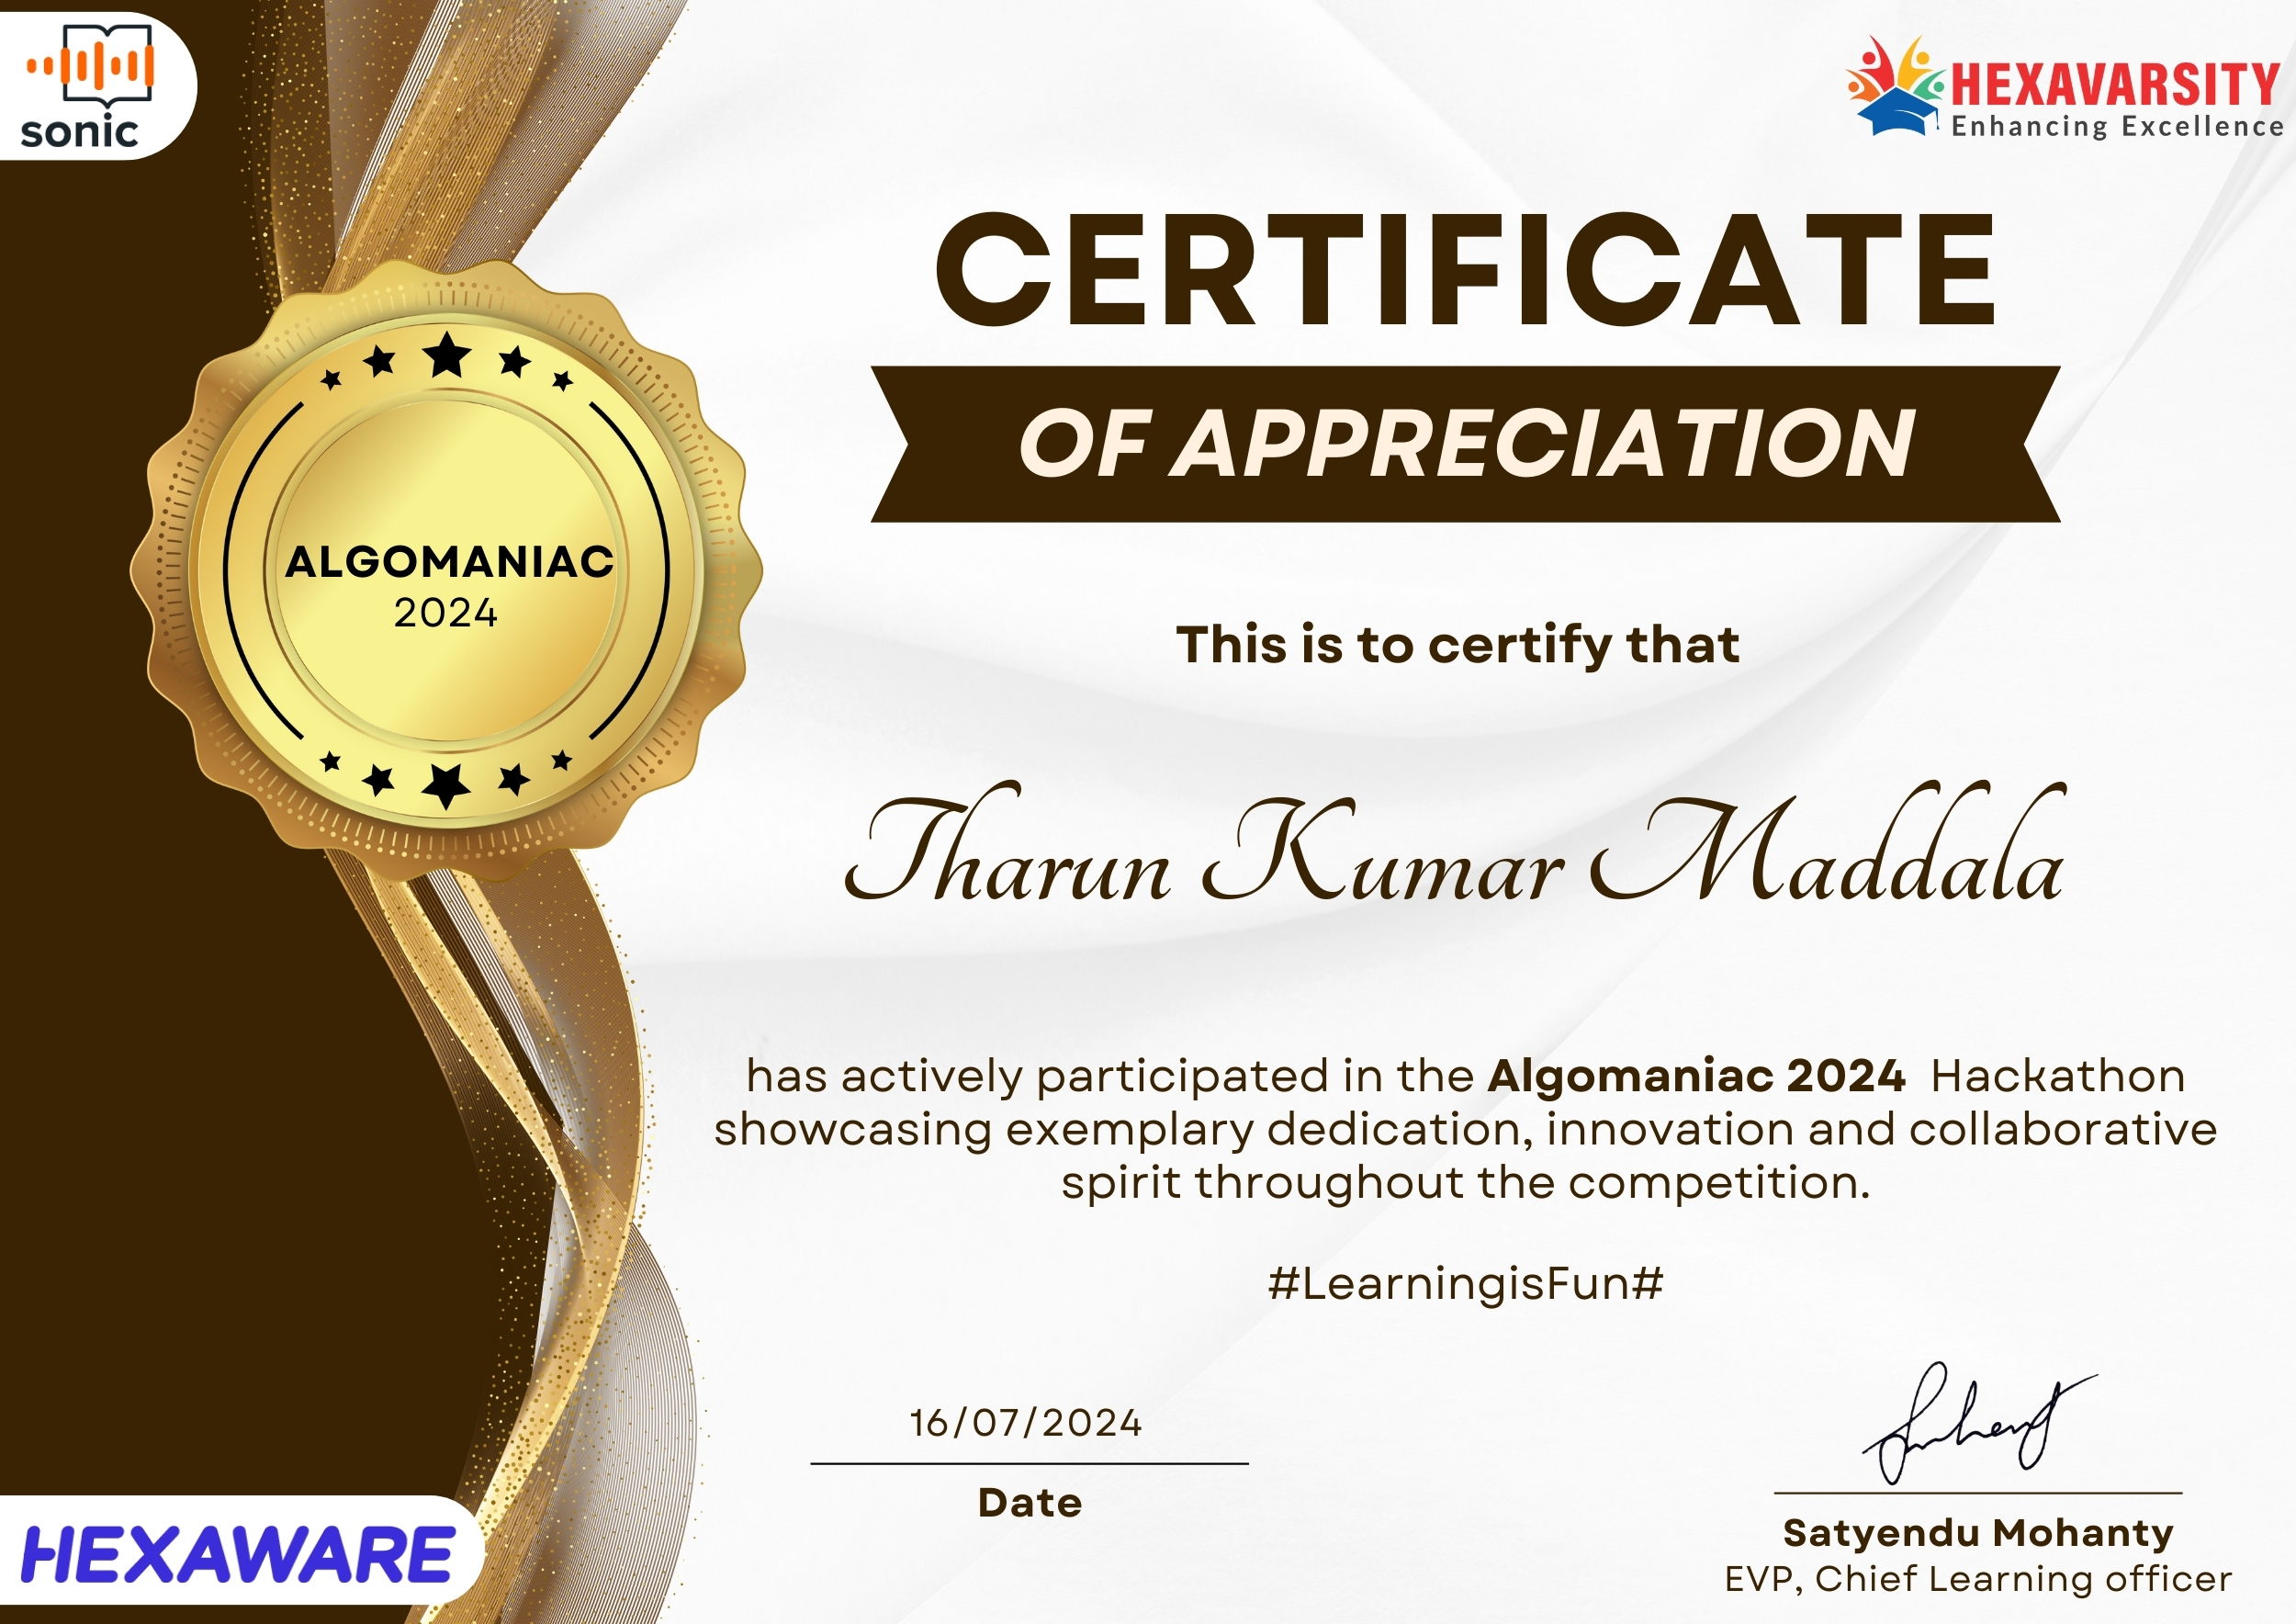 sonic
HEXAVARSITY
Enhancing Excellence
CERTIFICATE
OF APPRECIATION
ALGOMANIAC
2024
This is to certify that
Tharun Kumar Maddala
has actively participated in the Algomaniac 2024 Hackathon
showcasing exemplary dedication, innovation and collaborative
spirit throughout the competition.
#LearningisFun#
16/07/2024
Date
Satyendu Mohanty
EVP, Chief Learning officer
HEXAWARE